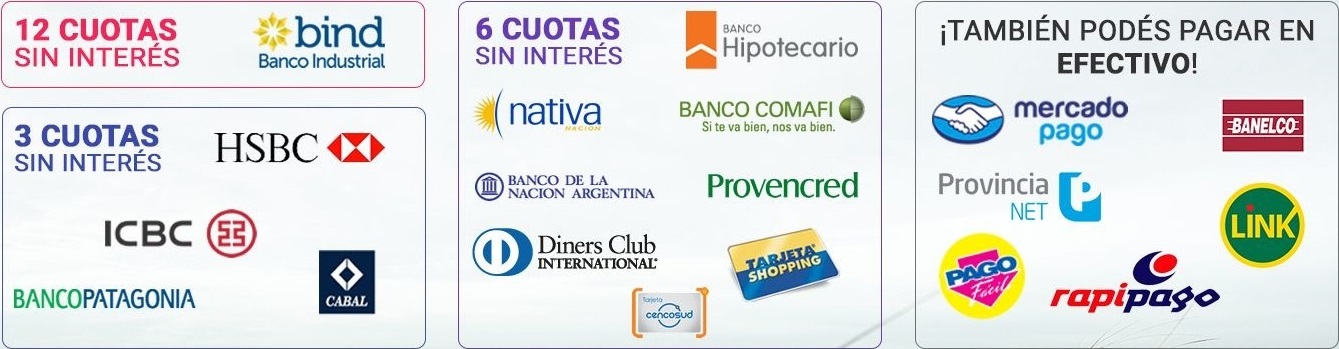 12 CUOTAS
SIN INTERÉS
bind
Banco Industrial
3 CUOTAS
SIN INTERÉS
HSBC
ICBC
BANCOPATAGONIA
CABAL
6 CUOTAS
SIN INTERÉS
BANCO
Hipotecario
nativa
NACION
BANCO COMAFI
Si te va bien, nos va bien.
BANCO DE LA
NACION ARGENTINA
Provencred
Diners Club
INTERNATIONAL®
TARJETA
SHOPPING
Tarjeta
cencosud
¡TAMBIÉN PODÉS PAGAR EN
EFECTIVO!
mercado
pago
BANELCO
Provincia
NET
LINK
PAGO
Fácil
rapipago